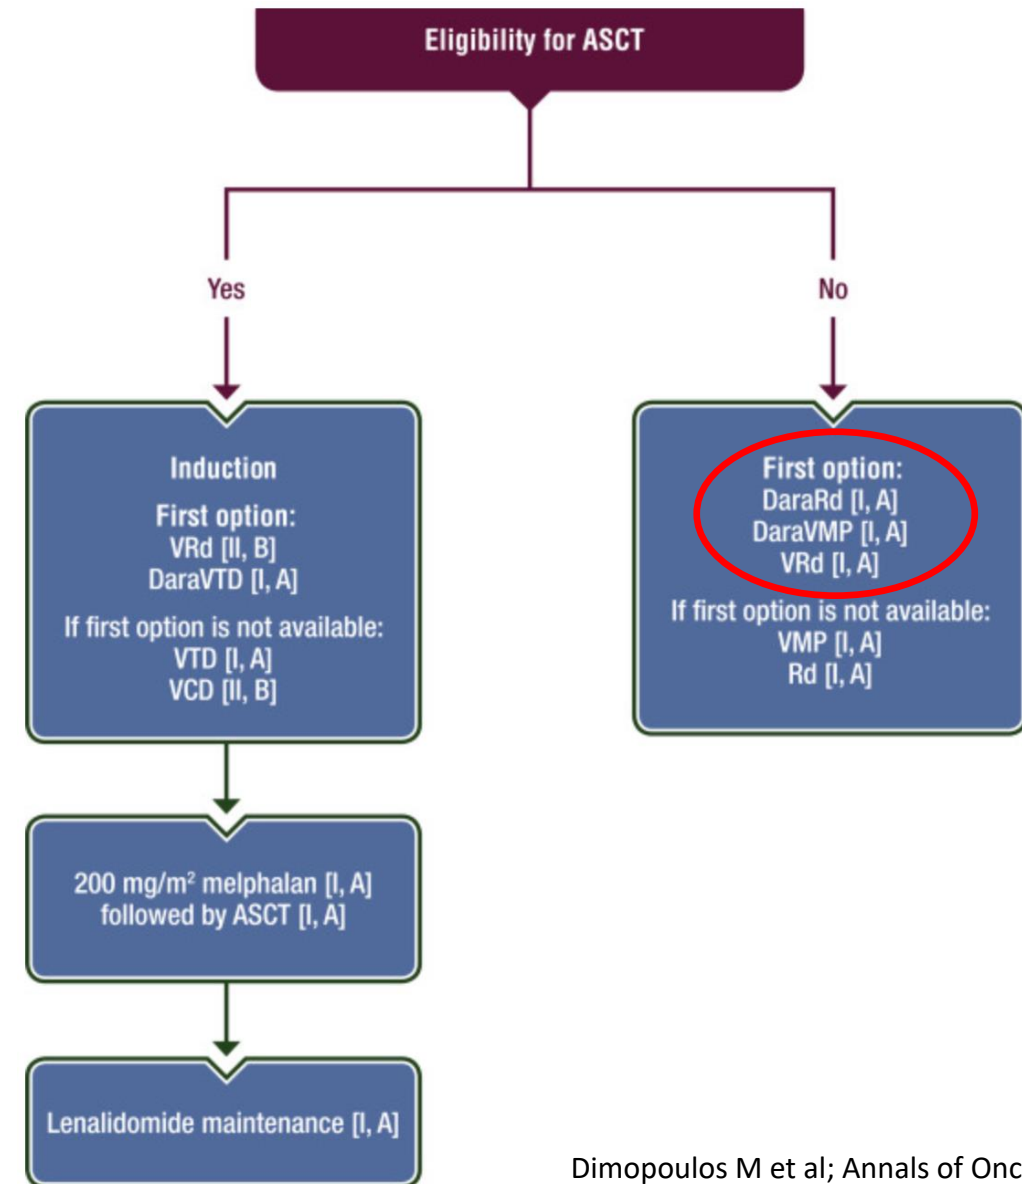 Eligibility for ASCT
Yes
No
Induction
First option:
VRd [II, B]
DaraVTD [I, A]
If first option is not available:
VTD [I, A]
VCD [II, B]
First option:
DaraRd [I, A]
DaraVMP [I, A]
VRd [I, A]
If first option is not available:
VMP [I, A]
Rd [I, A]
200 mg/m² melphalan [I, A]
followed by ASCT [I, A]
Lenalidomide maintenance [I, A]
Dimopoulos M et al; Annals of Onc